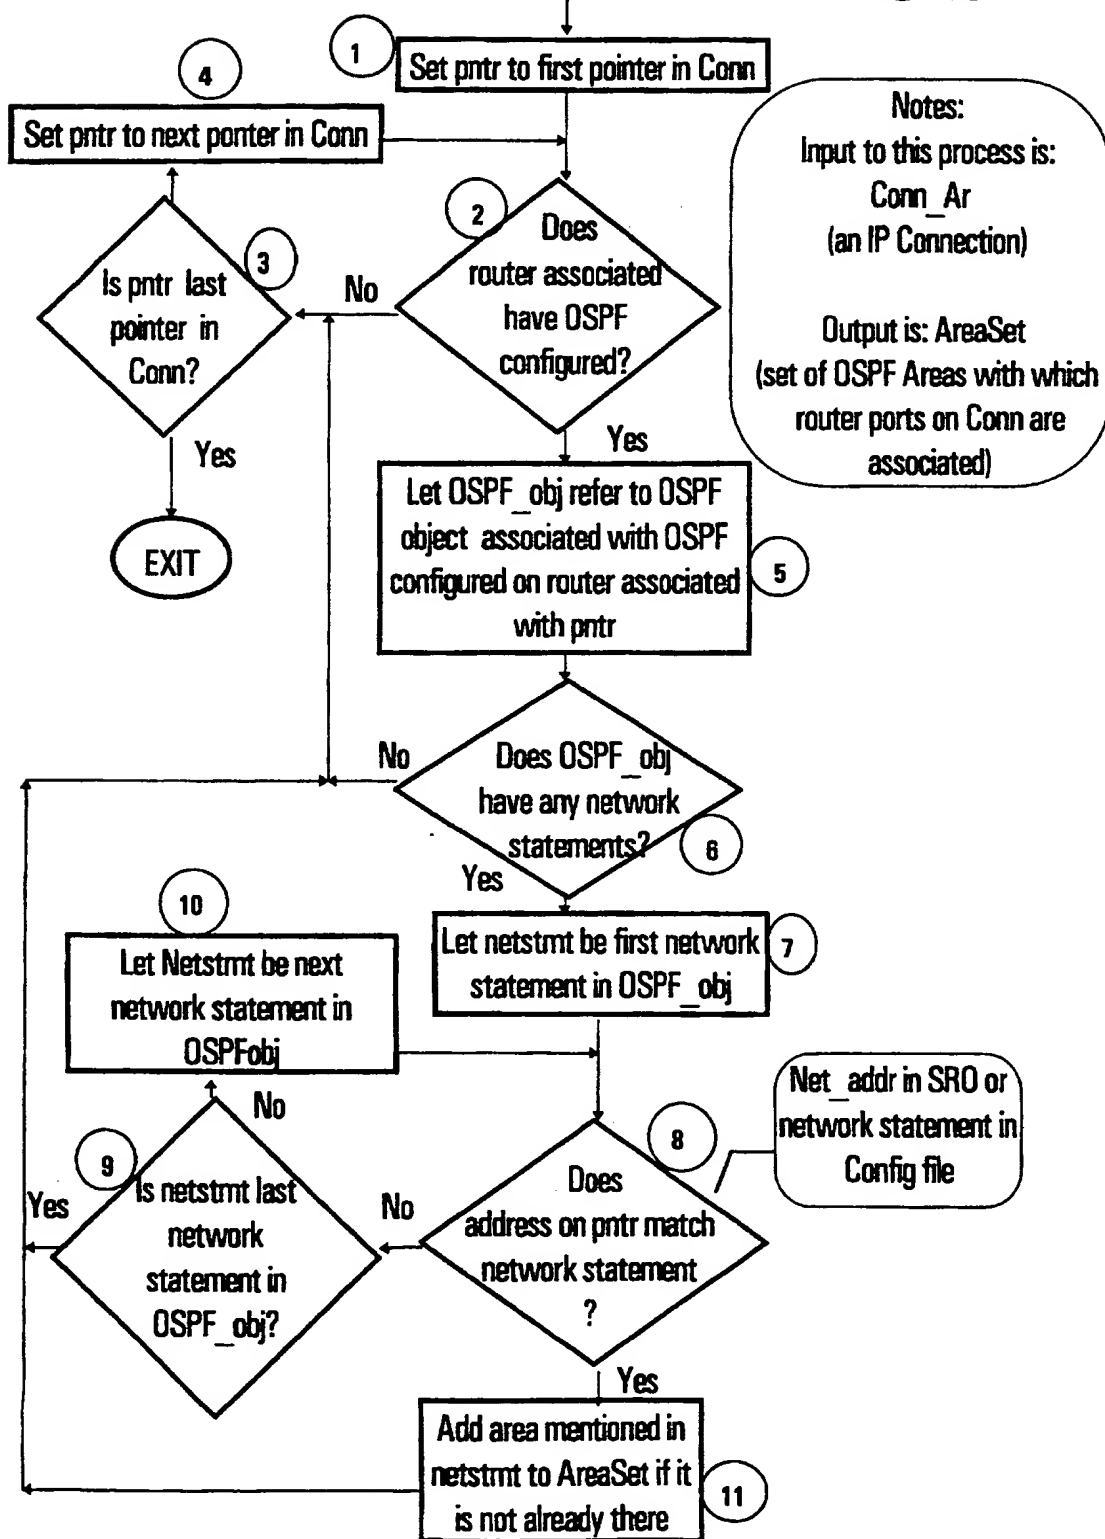 1
Set pntr to first pointer in Conn
4
Set pntr to next ponter in Conn
Notes:
Input to this process is:
Conn_Ar
(an IP Connection)
Output is: AreaSet
(set of OSPF Areas with which
router ports on Conn are
associated)
2
Does
router associated
have OSPF
configured?
No
3
Is pntr last
pointer in
Conn?
Yes
EXIT
Yes
Let OSPF_obj refer to OSPF
object associated with OSPF
configured on router associated
with pntr
5
Does OSPF_obj
have any network
statements?
No
6
Yes
Let netstmt be first network
statement in OSPF_obj
7
10
Let Netstmt be next
network statement in
OSPFobj
No
Net_addr in SRO or
network statement in
Config file
8
Does
address on pntr match
network statement
?
No
9
Is netstmt last
network
statement in
OSPF_obj?
Yes
Yes
Add area mentioned in
netstmt to AreaSet if it
is not already there
11